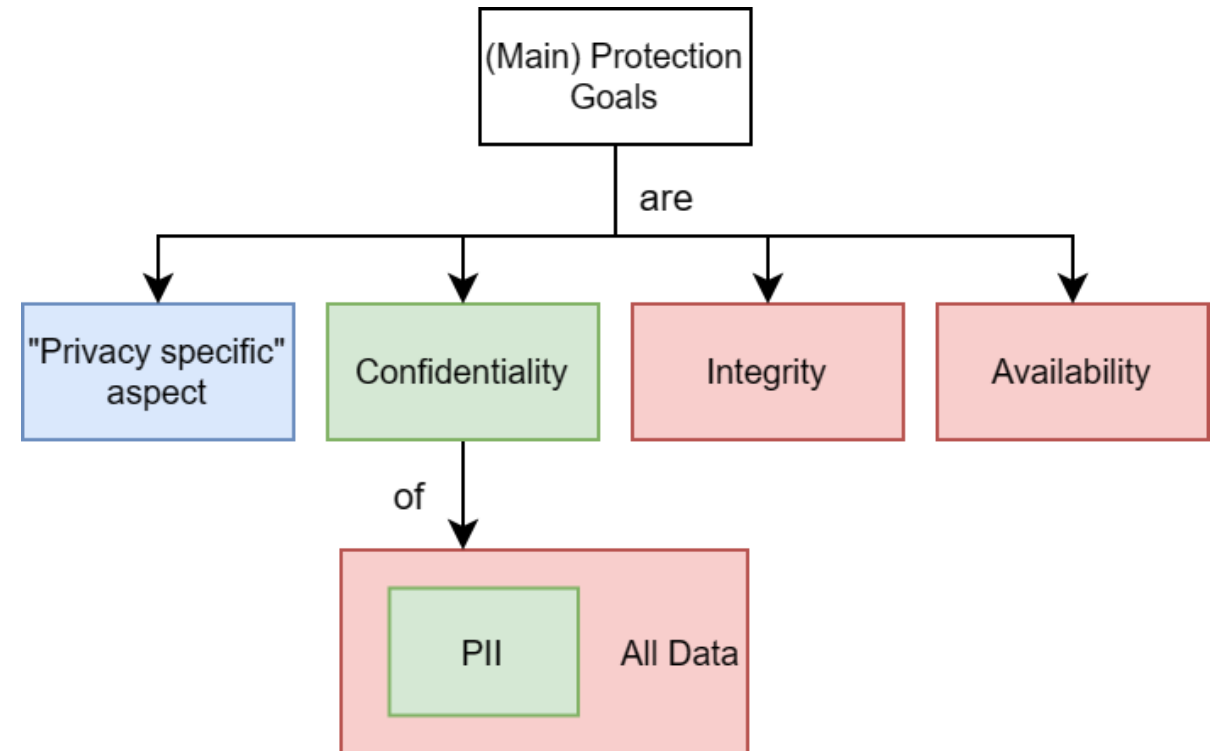 (Main) Protection
Goals
are
"Privacy specific"
aspect
Confidentiality
Integrity
Availability
of
PII
All Data